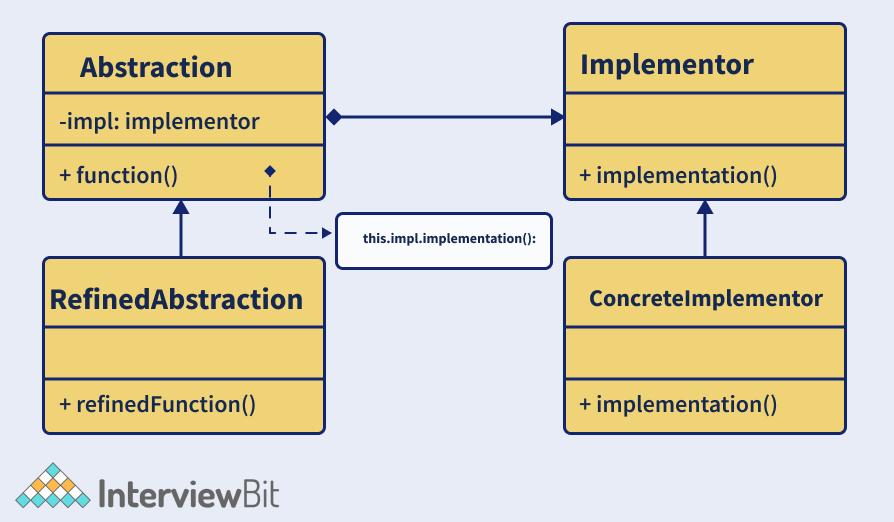 Abstraction
-impl: implementor
+ function()
Implementor
+ implementation()
this.impl.implementation():
RefinedAbstraction
+ refinedFunction()
ConcreteImplementor
+ implementation()
InterviewBit